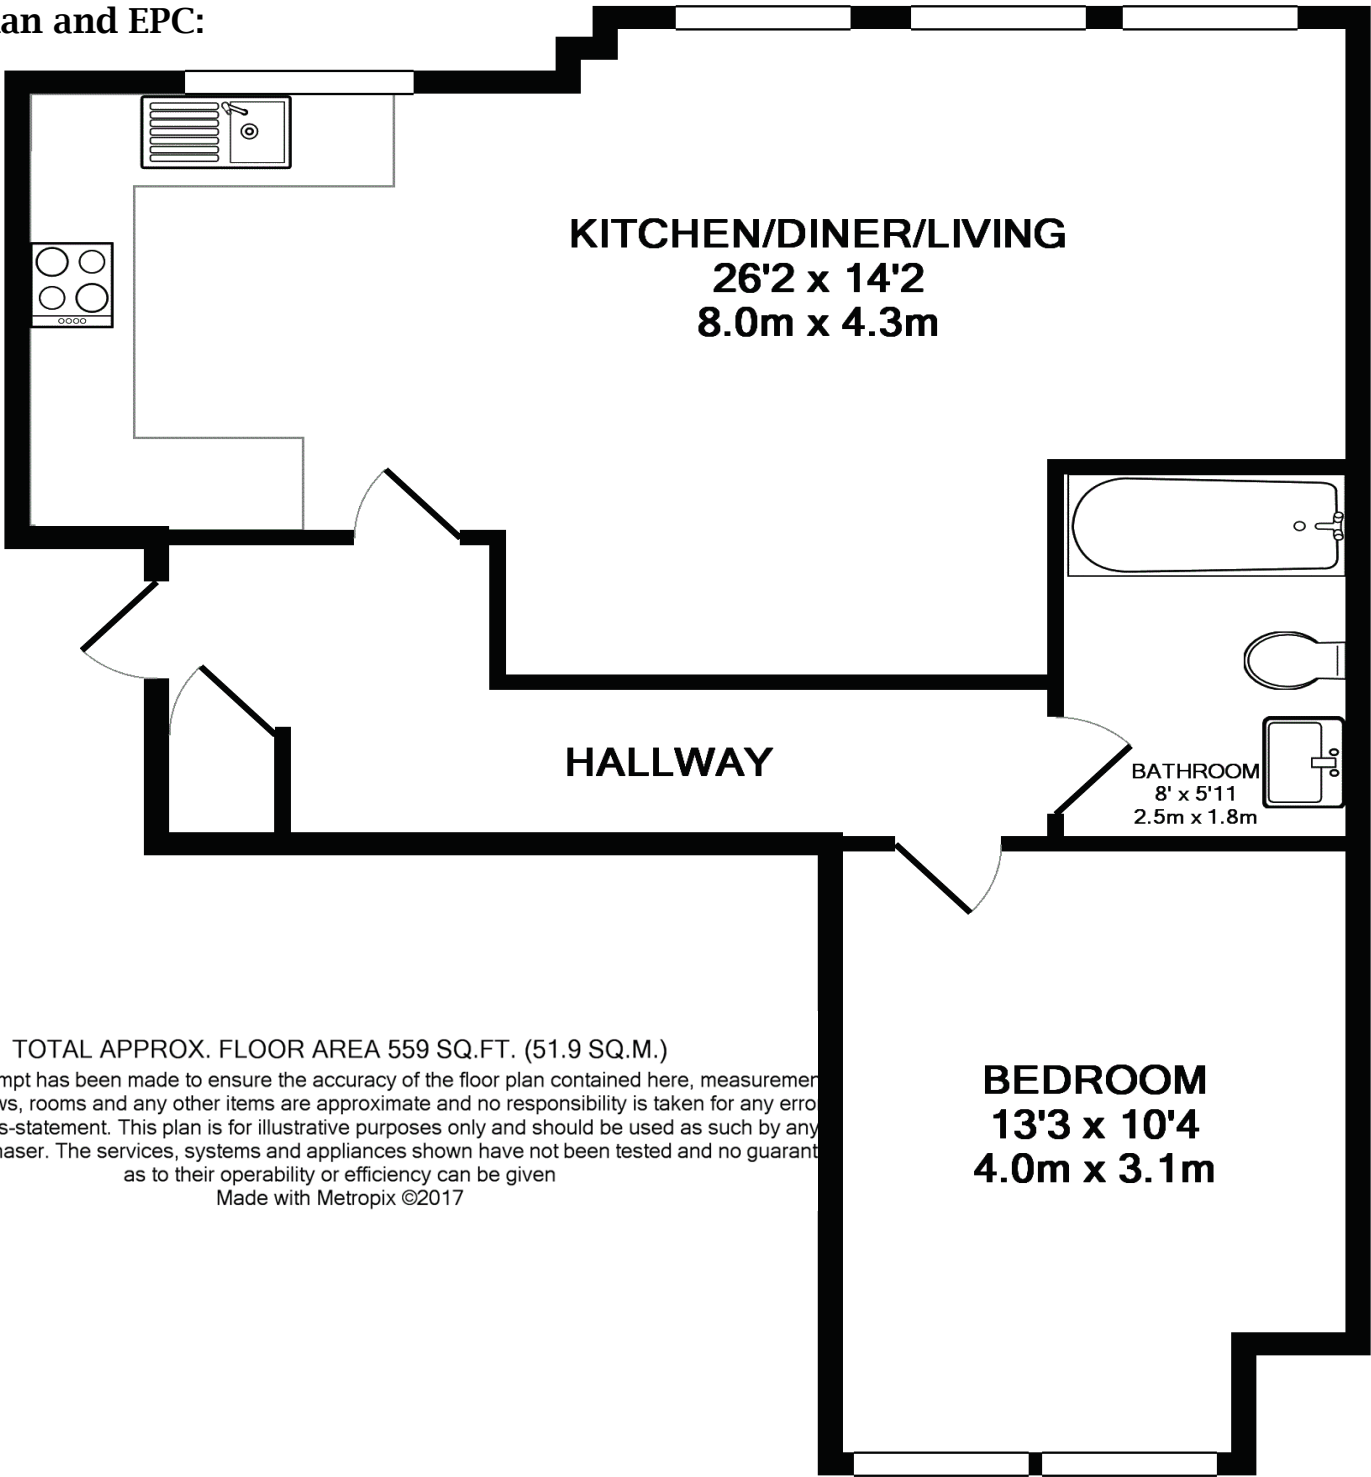 an and EPC:
KITCHEN/DINER/LIVING
26'2 x 14'2
8.0m x 4.3m
HALLWAY
BATHROOM
8' x 5'11
2.5m x 1.8m
BEDROOM
13'3 x 10'4
4.0m x 3.1m
TOTAL APPROX. FLOOR AREA 559 SQ.FT. (51.9 SQ.M.)
mpt has been made to ensure the accuracy of the floor plan contained here, measuremen
ws, rooms and any other items are approximate and no responsibility is taken for any erro
s-statement. This plan is for illustrative purposes only and should be used as such by any
haser. The services, systems and appliances shown have not been tested and no guarant
as to their operability or efficiency can be given
Made with Metropix ©2017